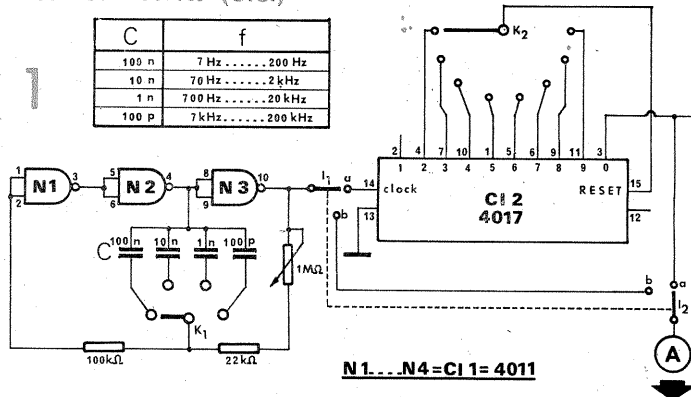 1
C f
100 n 7 Hz......200 Hz
10 n 70 Hz......2 kHz
1 n 700 Hz......20 kHz
100 p 7 kHz......200 kHz
K2
2 4 7 10 1 5 6 9 11 3
1 2 3 4 5 6 7 8 9 0
14 clock
13
CI 2
4017
RESET 15
12
1 2 N1 3
5 6 N2 4
8 9 N3 10
I1 a
b
C 100 n 10 n 1 n 100 p
1MΩ
K1
100kΩ 22kΩ
b a
I2
A
N1....N4=CI 1=4011